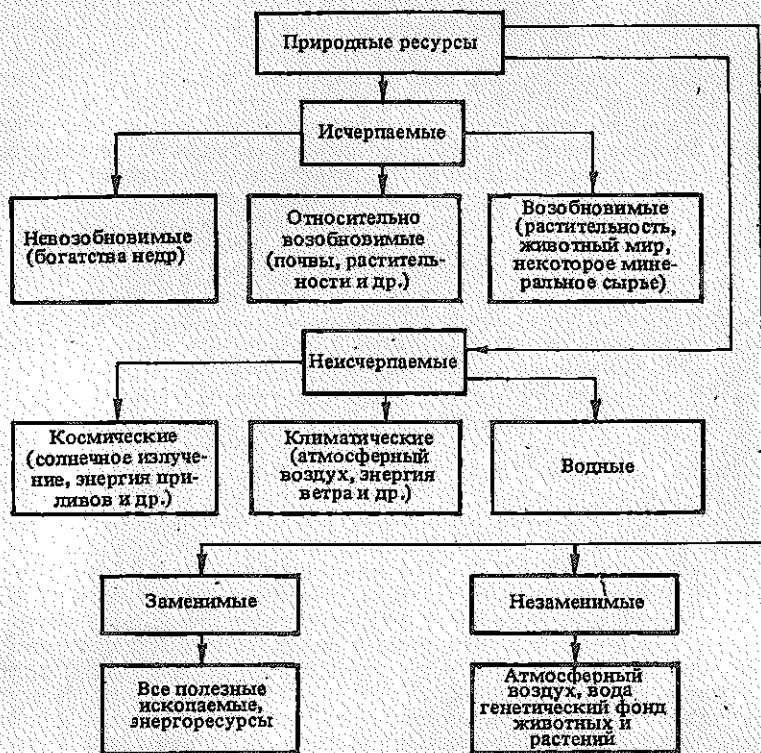 Природные ресурсы
Исчерпаемые
Невозобновимые
(богатства недр)
Относительно
возобновимые
(почвы, раститель-
ности и др.)
Возобновимые
(растительность,
животный мир,
некоторое мине-
ральное сырье)
Неисчерпаемые
Космические
(солнечное излуче-
ние, энергия при-
ливов и др.)
Климатические
(атмосферный
воздух, энергия
ветра и др.)
Водные
Заменимые
Незаменимые
Все полезные
ископаемые,
энергоресурсы
Атмосферный
воздух, вода
генетический фонд
животных и
растений